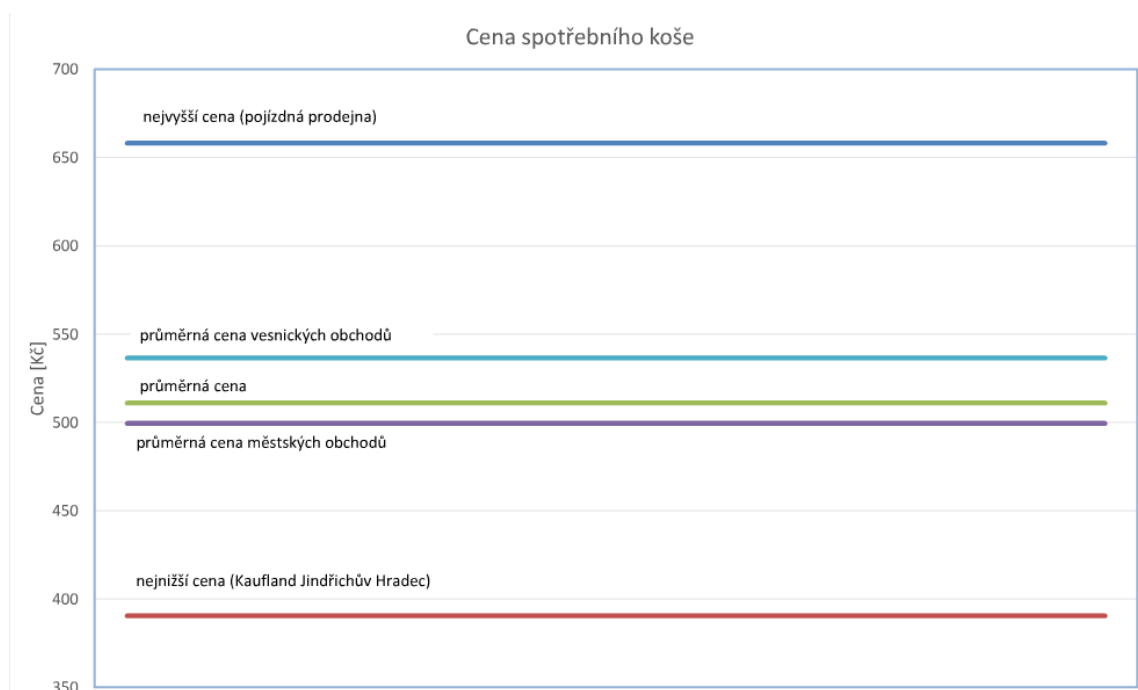 Cena spotřebního koše
700
nejvyšší cena (pojízdná prodejna)
650
600
550
průměrná cena vesnických obchodů
Cena [Kč]
průměrná cena
500
průměrná cena městských obchodů
450
nejnižší cena (Kaufland Jindřichův Hradec)
400
350